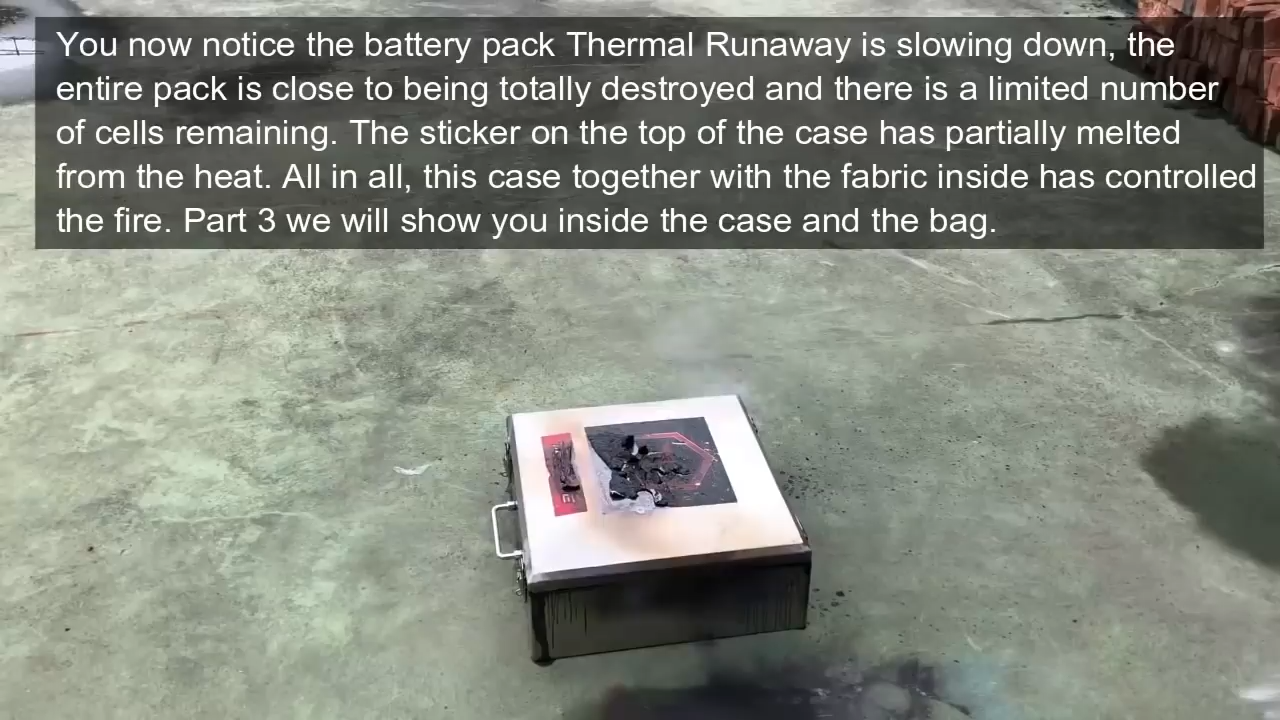 You now notice the battery pack Thermal Runaway is slowing down, the
entire pack is close to being totally destroyed and there is a limited number
of cells remaining. The sticker on the top of the case has partially melted
from the heat. All in all, this case together with the fabric inside has controlled
the fire. Part 3 we will show you inside the case and the bag.